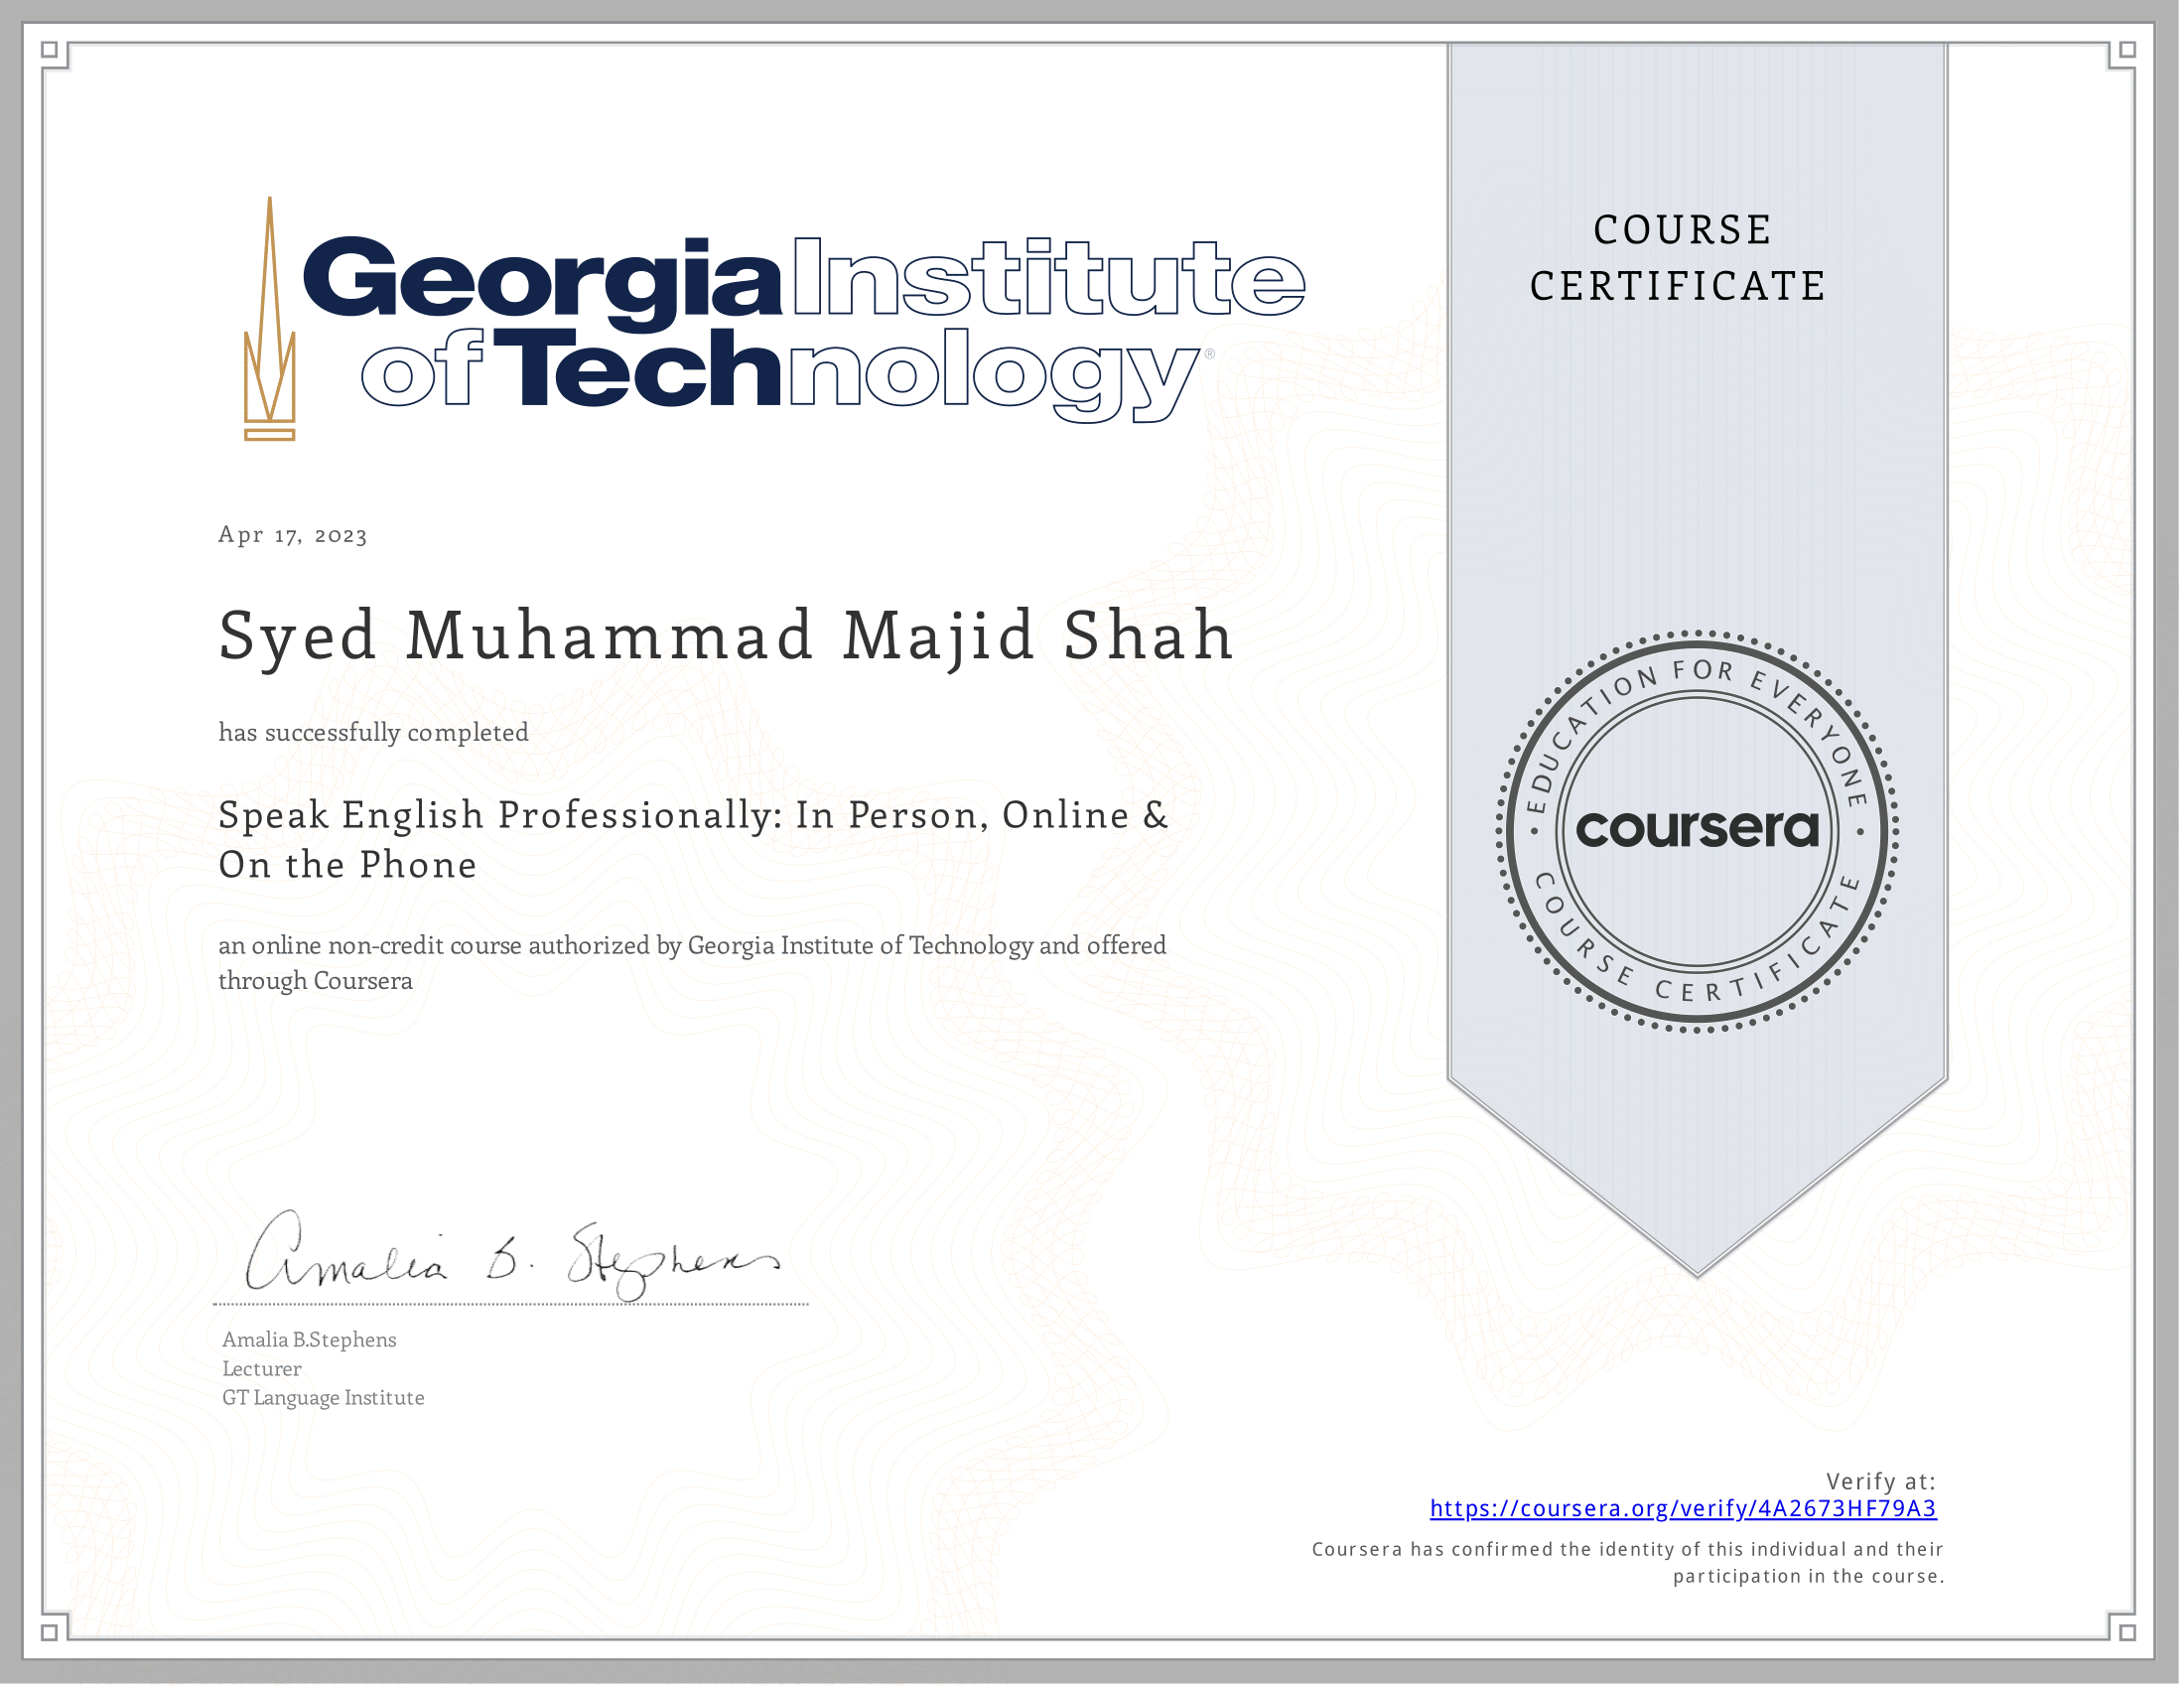 Georgia Institute
of Technology®
COURSE
CERTIFICATE
Apr 17, 2023
Syed Muhammad Majid Shah
has successfully completed
Speak English Professionally: In Person, Online &
On the Phone
an online non-credit course authorized by Georgia Institute of Technology and offered
through Coursera
EDUCATION FOR EVERYONE
coursera
COURSE CERTIFICATE
Amalia B. Stephens
Amalia B.Stephens
Lecturer
GT Language Institute
Verify at:
https://coursera.org/verify/4A2673HF79A3
Coursera has confirmed the identity of this individual and their
participation in the course.